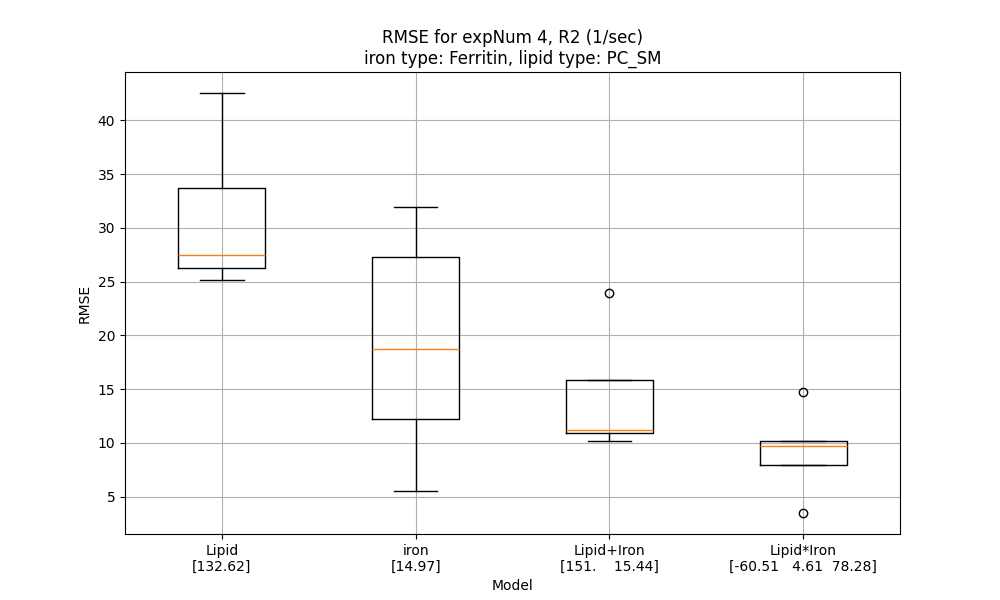 RMSE for expNum 4, R2 (1/sec)
iron type: Ferritin, lipid type: PC_SM
RMSE
40
35
30
25
20
15
10
5
Lipid
[132.62]
iron
[14.97]
Lipid+Iron
[151.    15.44]
Lipid*Iron
[-60.51   4.61  78.28]
Model